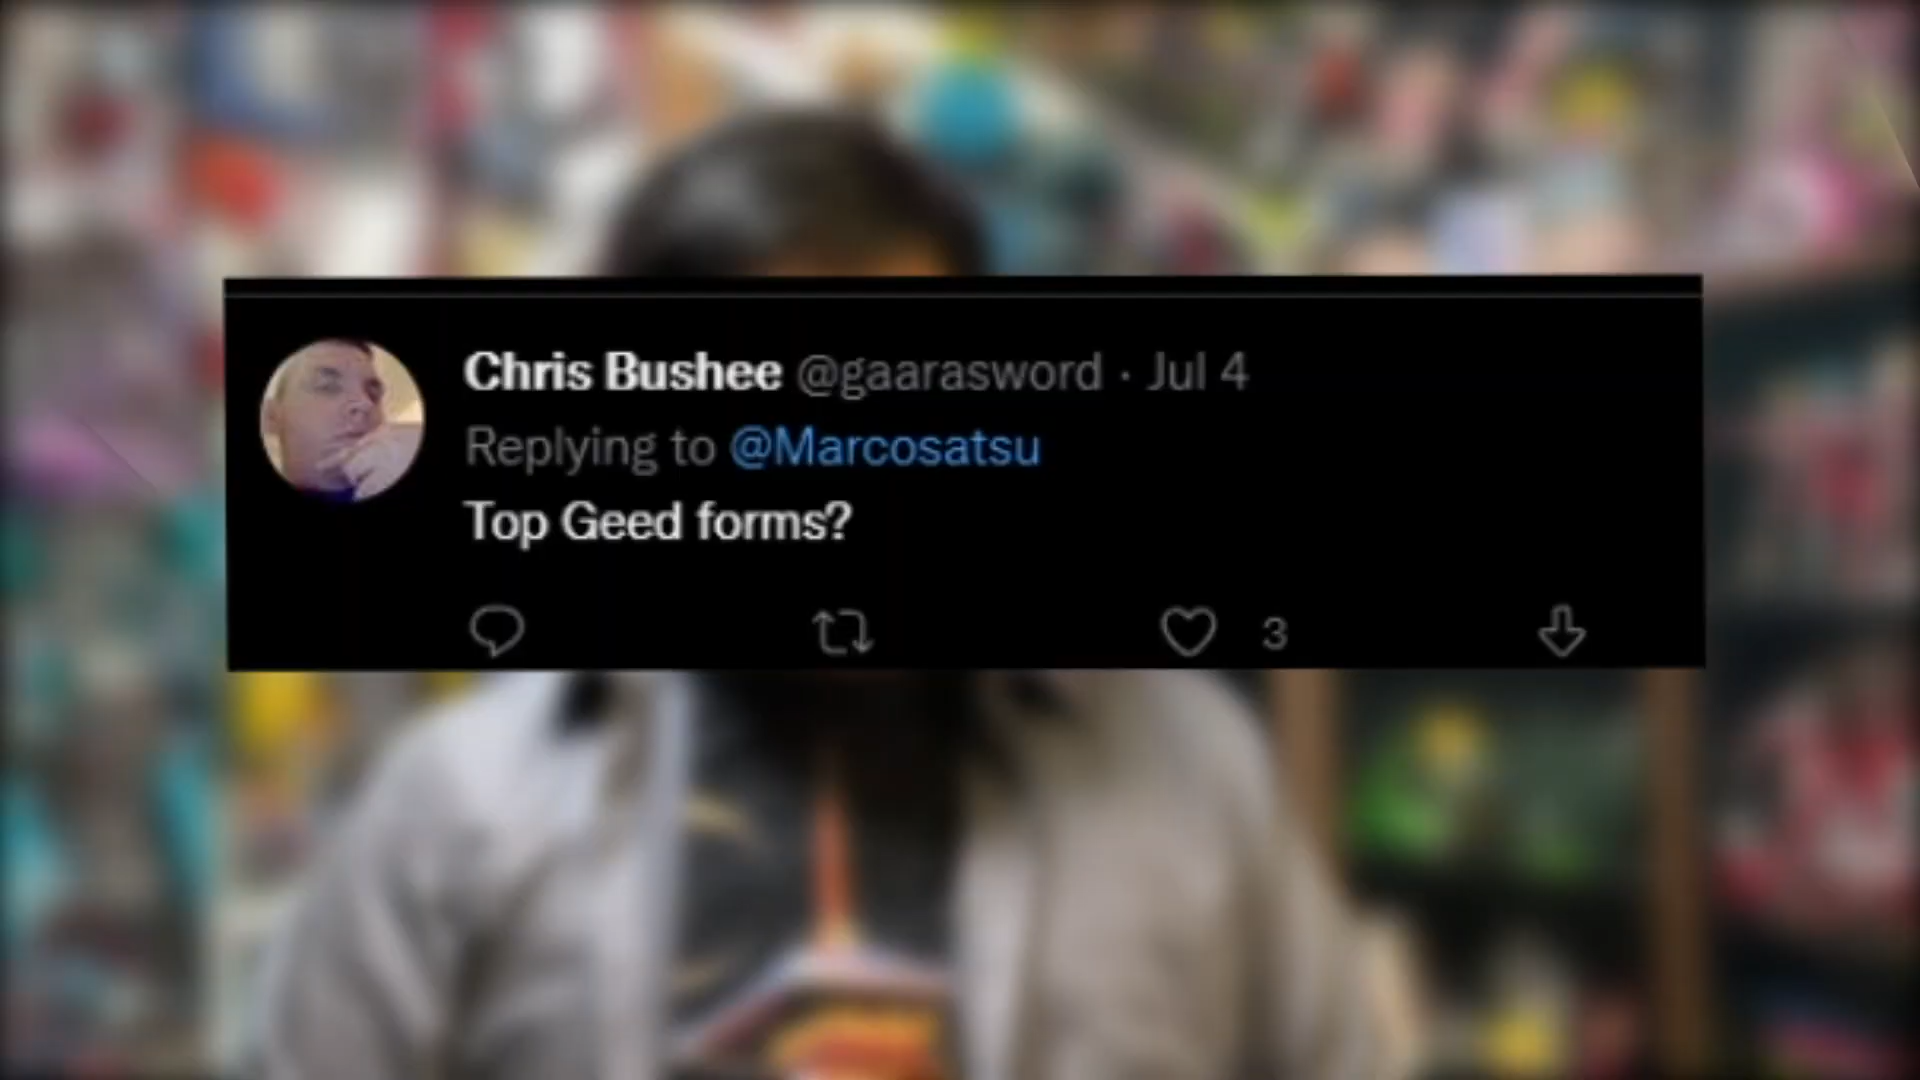 Chris Bushee @gaarasword · Jul 4
Replying to @Marcosatsu
Top Geed forms?
3